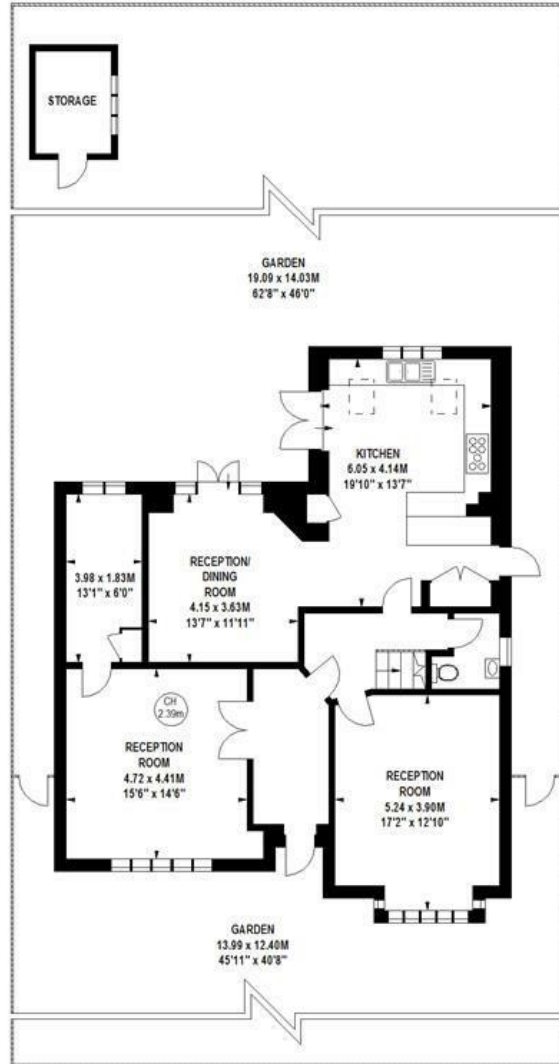 STORAGE
GARDEN
19.09 x 14.03M
62'8" x 46'0"
KITCHEN
6.05 x 4.14M
19'10" x 13'7"
3.98 x 1.83M
13'1" x 6'0"
RECEPTION/
DINING
ROOM
4.15 x 3.63M
13'7" x 11'11"
CH
2.39m
RECEPTION
ROOM
4.72 x 4.41M
15'6" x 14'6"
RECEPTION
ROOM
5.24 x 3.90M
17'2" x 12'10"
GARDEN
13.99 x 12.40M
45'11" x 40'8"